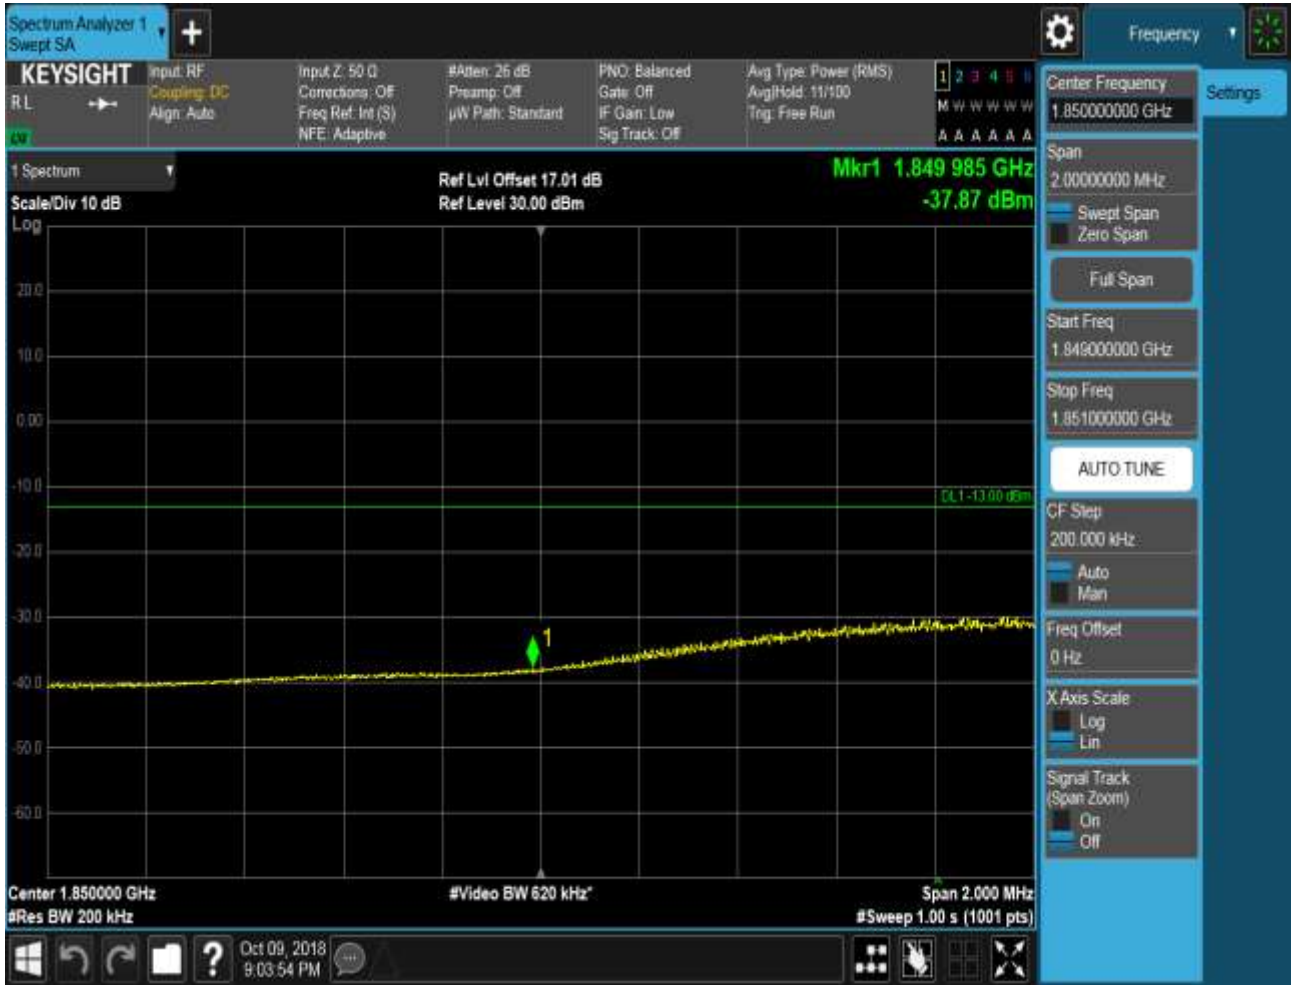 Spectrum Analyzer 1
Swept SA
Frequency
KEYSIGHT
R L
Input: RF
Coupling: DC
Align: Auto
Input Z: 50 Ω
Corrections: Off
Freq Ref: Int (S)
NFE: Adaptive
#Atten: 26 dB
Preamp: Off
µW Path: Standard
PNO: Balanced
Gate: Off
IF Gain: Low
Sig Track: Off
Avg Type: Power (RMS)
Avg|Hold: 11/100
Trig: Free Run
1 2 3 4 5 6
M W W W W W
A A A A A A
1 Spectrum
Scale/Div 10 dB
Log
Ref Lvl Offset 17.01 dB
Ref Level 30.00 dBm
Mkr1 1.849 985 GHz
-37.87 dBm
20.0
10.0
0.00
-10.0
-20.0
-30.0
-40.0
-50.0
-60.0
DL1 -13.00 dBm
1
Center 1.850000 GHz
#Res BW 200 kHz
#Video BW 620 kHz*
Span 2.000 MHz
#Sweep 1.00 s (1001 pts)
Oct 09, 2018
9:03:54 PM
Center Frequency
1.850000000 GHz
Settings
Span
2.00000000 MHz
Swept Span
Zero Span
Full Span
Start Freq
1.849000000 GHz
Stop Freq
1.851000000 GHz
AUTO TUNE
CF Step
200.000 kHz
Auto
Man
Freq Offset
0 Hz
X Axis Scale
Log
Lin
Signal Track
(Span Zoom)
On
Off